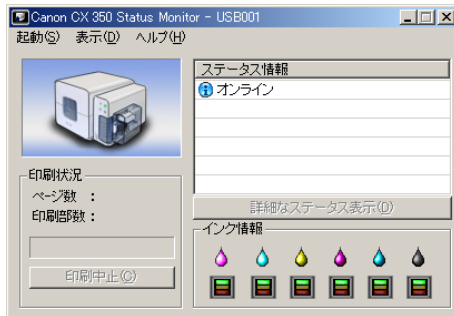 Canon CX 350 Status Monitor - USB001
起動(S) 表示(D) ヘルプ(H)
ステータス情報
オンライン
印刷状況
ページ数 :
印刷部数 :
印刷中止(C)
詳細なステータス表示(D)
インク情報